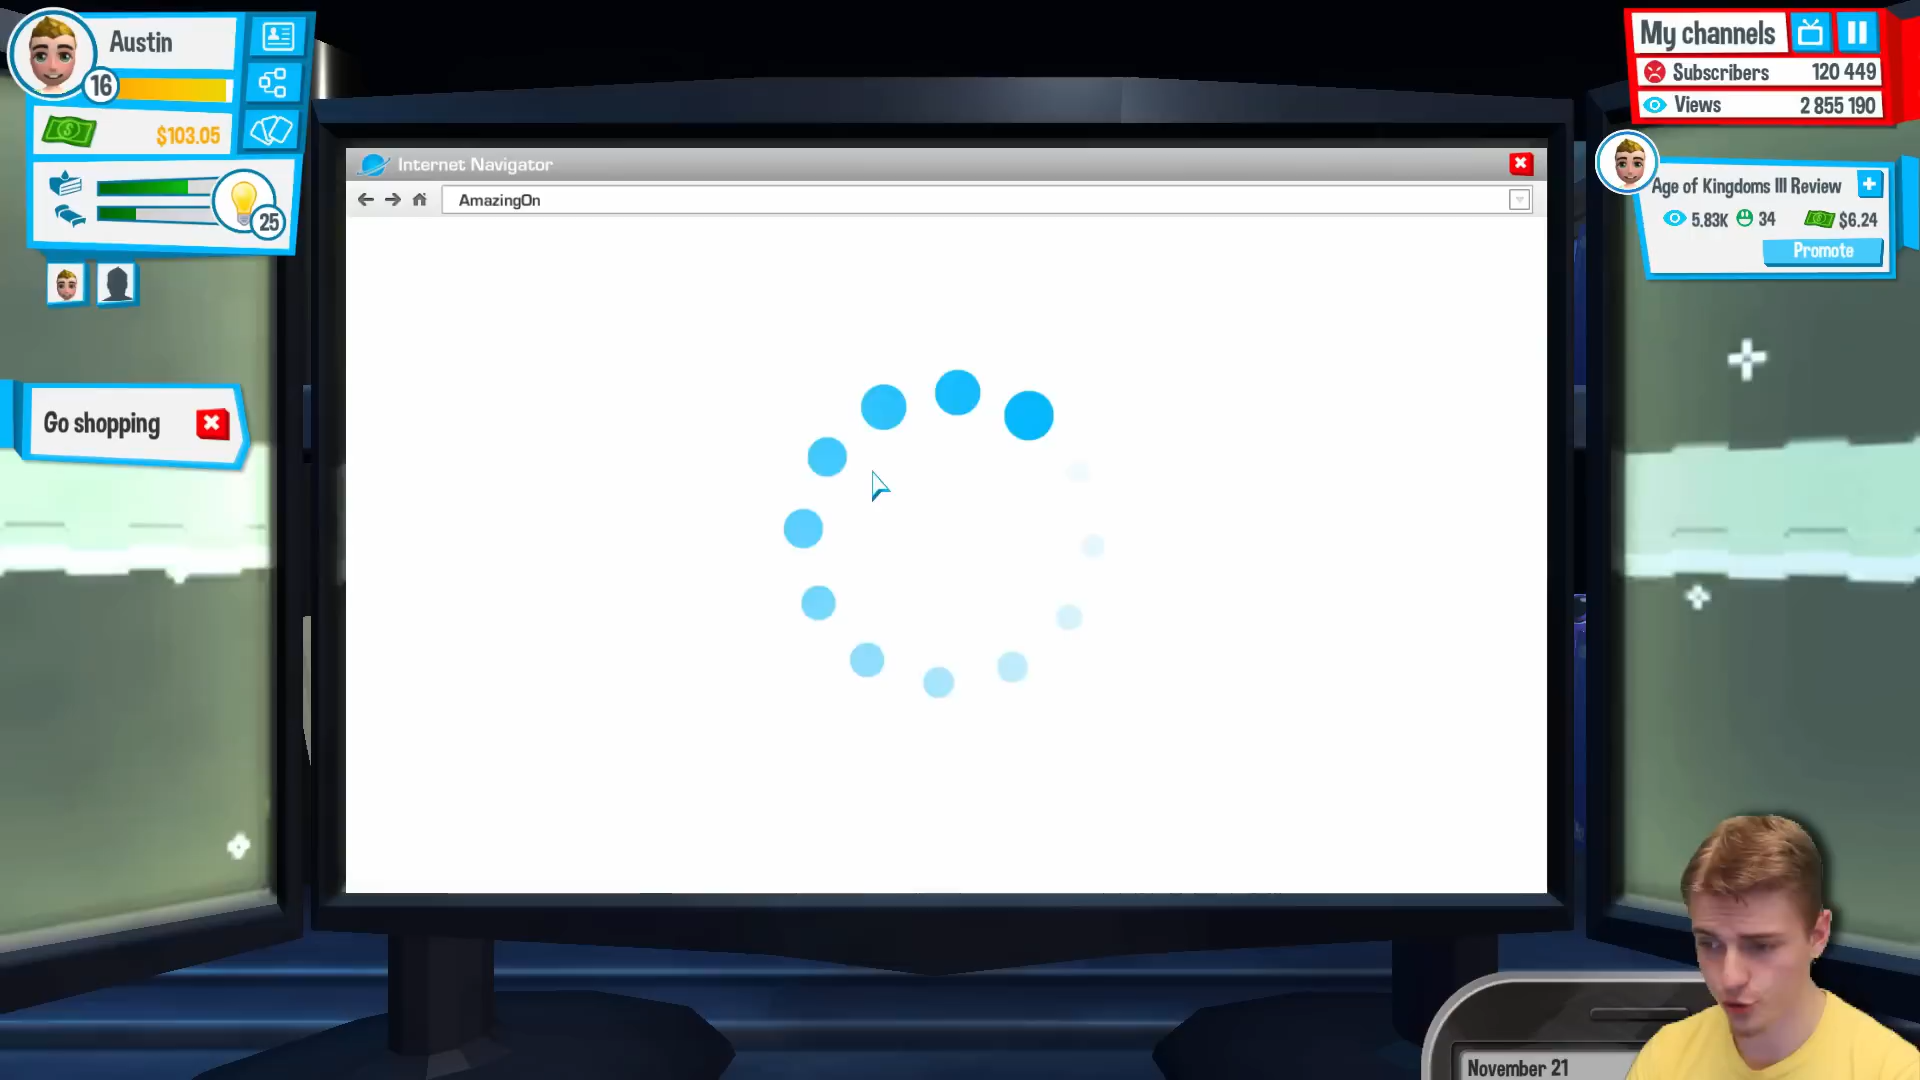 Austin
16
$103.05
25
Go shopping
Internet Navigator
AmazingOn
My channels
Subscribers 120 449
Views 2 855 190
Age of Kingdoms III Review
5.83K 34 $6.24
Promote
November 21